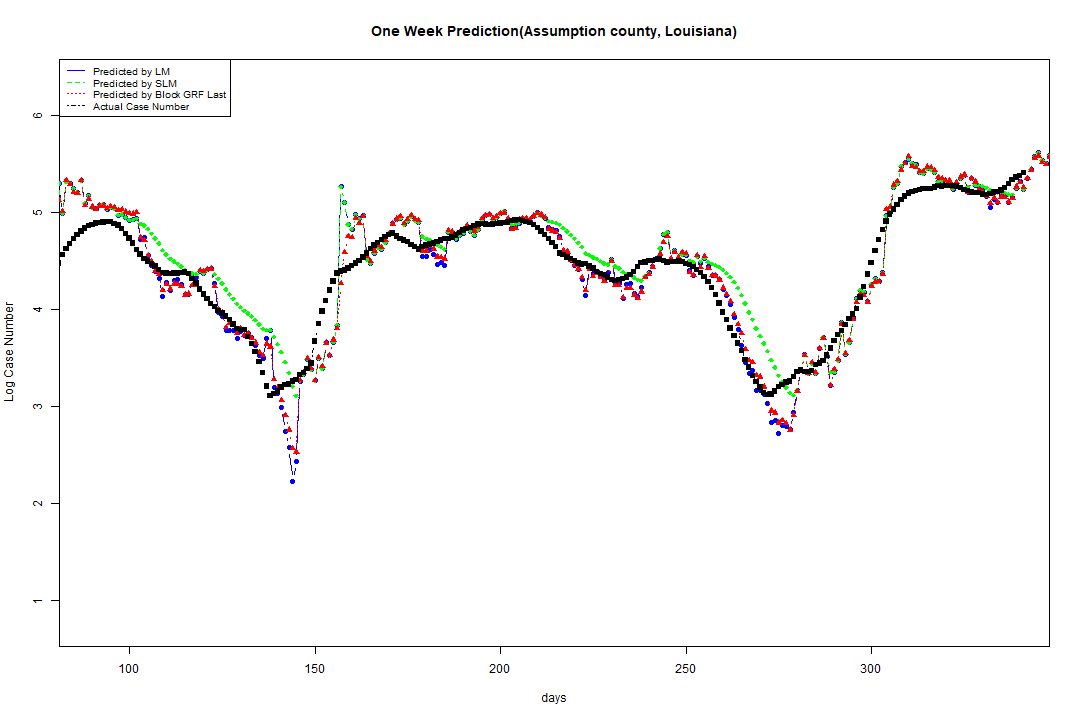 One Week Prediction(Assumption county, Louisiana)
Predicted by LM
Predicted by SLM
Predicted by Block GRF Last
Actual Case Number
Log Case Number
6
5
4
3
2
1
100 150 200 250 300
days